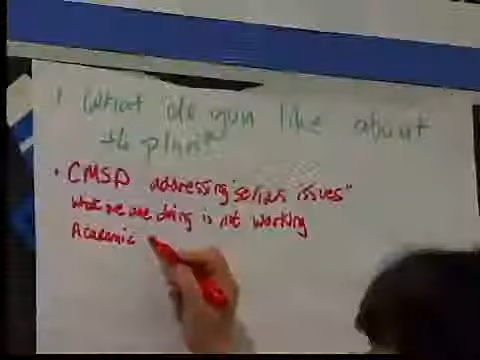 1 What do you like about
the plan?
• CMSD addressing "serious issues"
What we are doing is not working
Academic